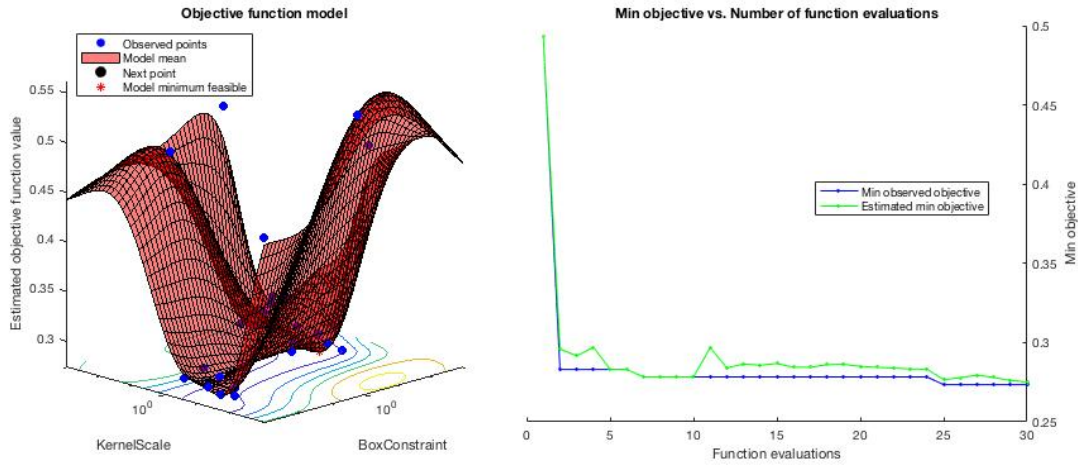 Objective function model
Observed points
Model mean
Next point
Model minimum feasible
Estimated objective function value
0.55
0.5
0.45
0.4
0.35
0.3
10⁰
10⁰
KernelScale
BoxConstraint
Min objective vs. Number of function evaluations
Min observed objective
Estimated min objective
0.5
0.45
0.4
0.35
0.3
0.25
Min objective
0
5
10
15
20
25
30
Function evaluations